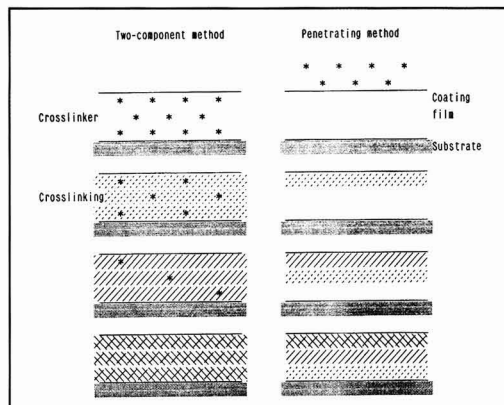 Two-component method
Penetrating method
Crosslinker
Coating
film
Substrate
Crosslinking